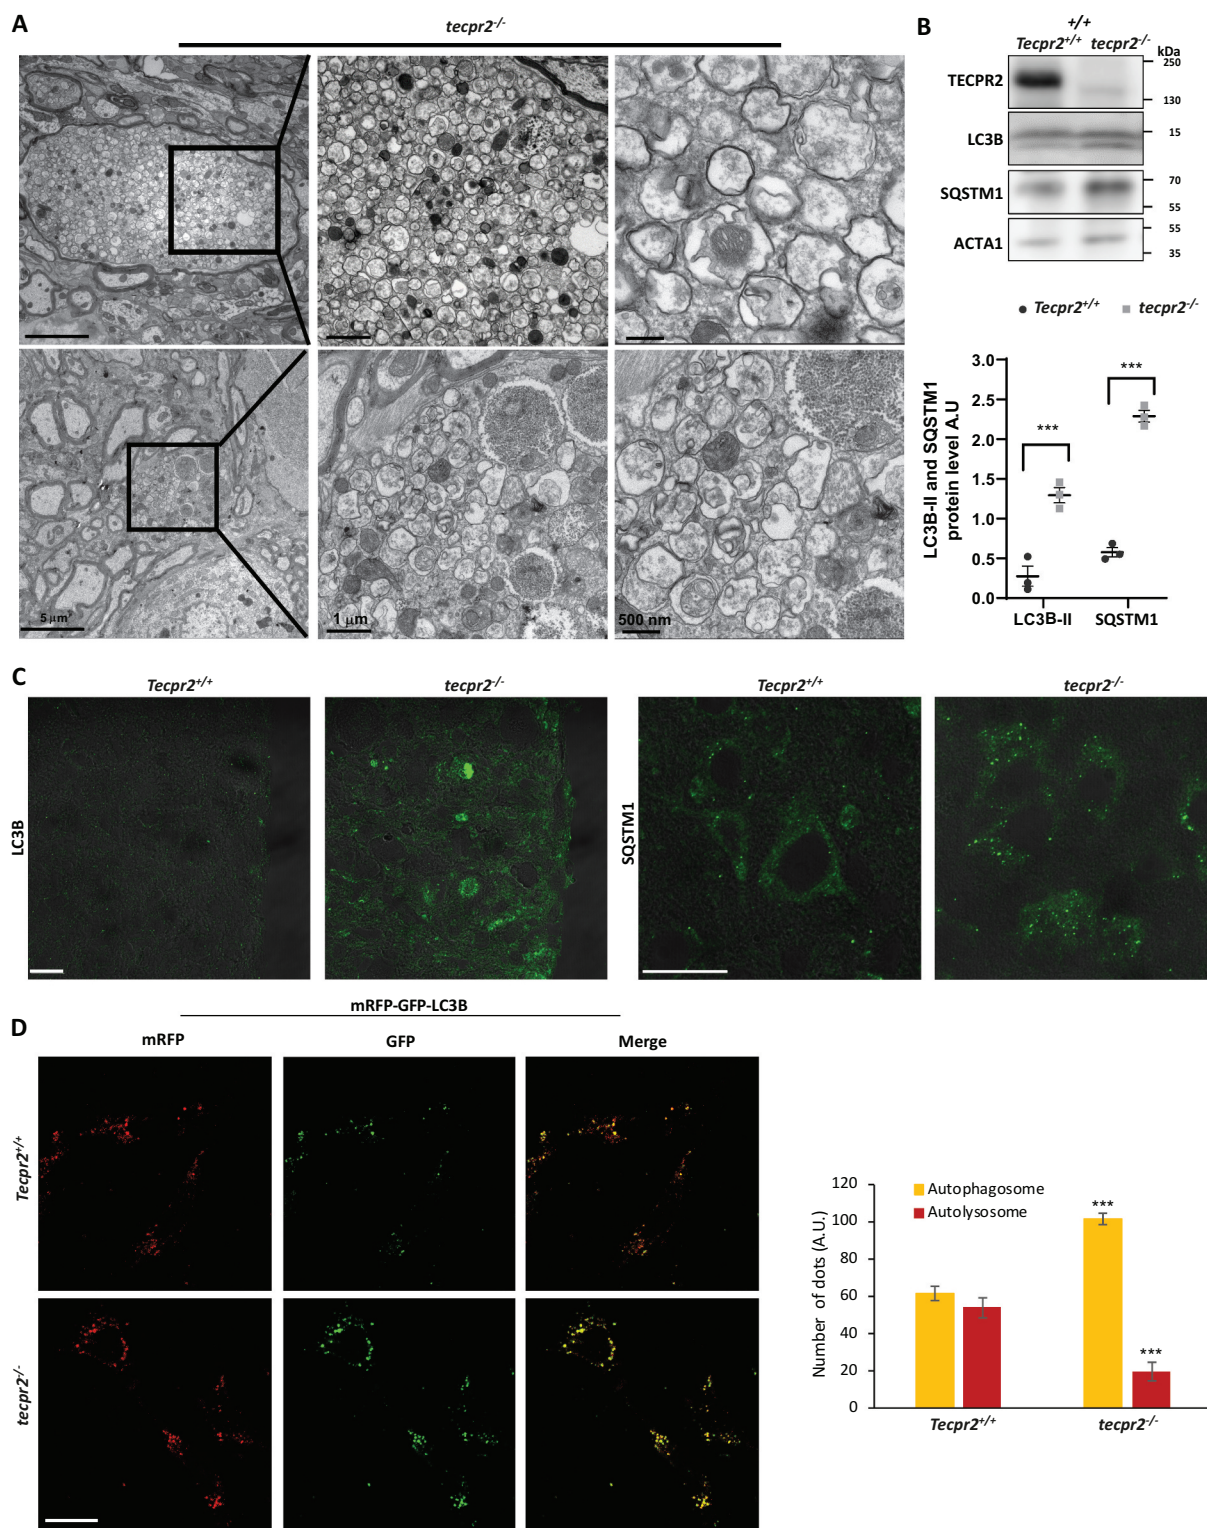 A
tecpr2-/-
5 μm
1 μm
500 nm
B
+/+
Tecpr2+/+ tecpr2-/-
kDa
TECPR2
250
130
LC3B
15
SQSTM1
70
55
ACTA1
55
35
Tecpr2+/+ tecpr2-/-
LC3B-II and SQSTM1
protein level A.U
3.0
2.5
2.0
1.5
1.0
0.5
0.0
***
***
LC3B-II SQSTM1
C
Tecpr2+/+ tecpr2-/- Tecpr2+/+ tecpr2-/-
LC3B
SQSTM1
D
mRFP-GFP-LC3B
mRFP GFP Merge
Tecpr2+/+
tecpr2-/-
Number of dots (A.U.)
120
100
80
60
40
20
0
Autophagosome
Autolysosome
***
***
Tecpr2+/+ tecpr2-/-